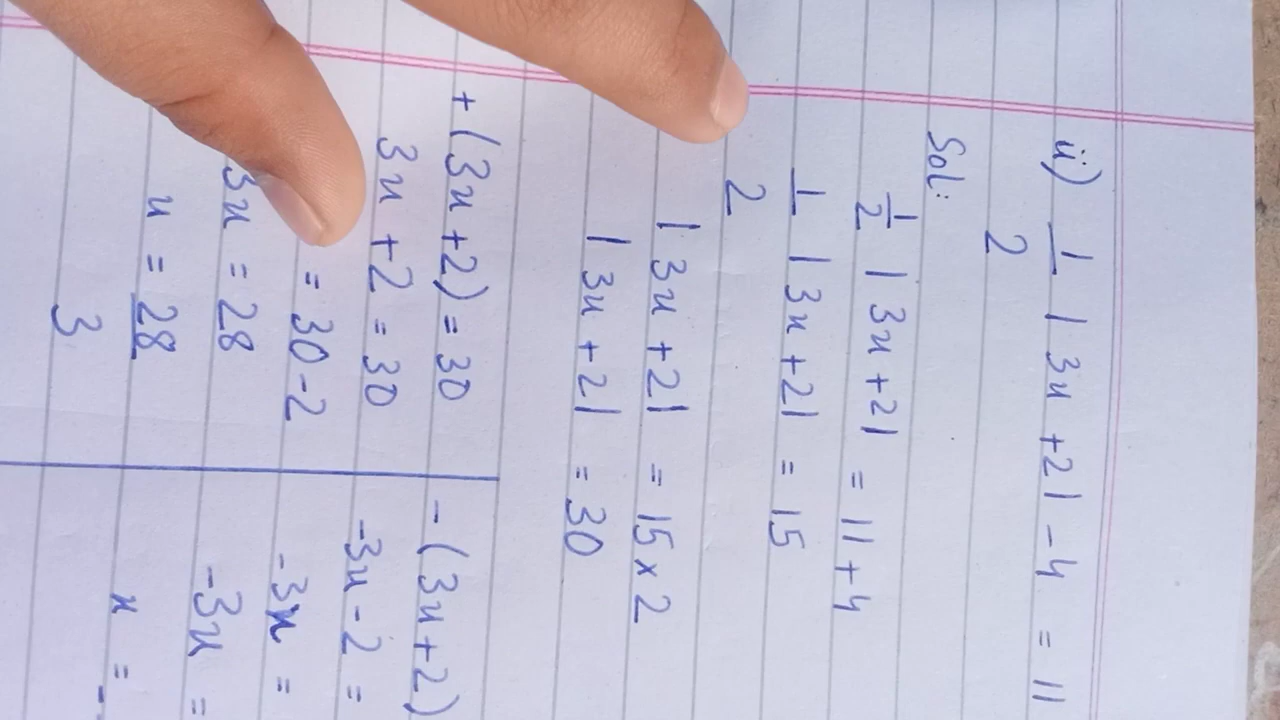 ii) 1/2 |3x+2|-4 = 11
Sol:
1/2 |3x+2| = 11+4
1/2 |3x+2| = 15
|3x+2| = 15×2
|3x+2| = 30
+(3x+2)=30
3x+2=30
= 30-2
3x = 28
x = 28/3
-(3x+2)
-3x-2 =
-3x =
-3x =
x = -